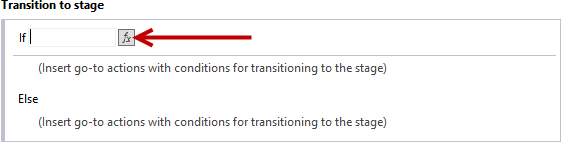 Transition to stage
If fx
(Insert go-to actions with conditions for transitioning to the stage)
Else
(Insert go-to actions with conditions for transitioning to the stage)